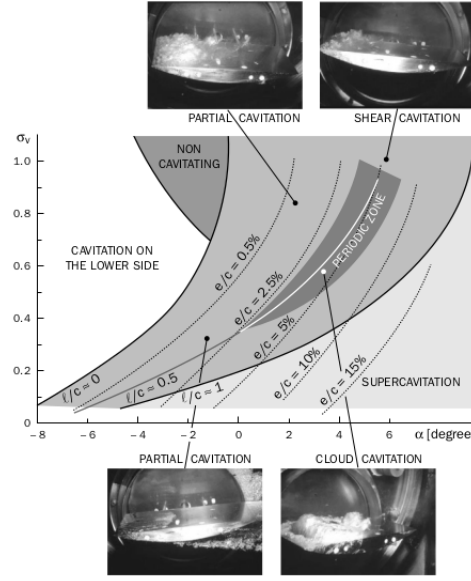 PARTIAL CAVITATION
SHEAR CAVITATION
σv
NON
CAVITATING
1.0
0.8
CAVITATION ON
THE LOWER SIDE
PERIODIC ZONE
e/c = 0.5%
0.6
e/c = 2.5%
0.4
e/c = 5%
e/c = 10%
e/c = 15%
SUPERCAVITATION
0.2
ℓ/c ≈ 0
ℓ/c ≈ 0.5
ℓ/c ≈ 1
0
-8 -6 -4 -2 0 2 4 6 α [degree
PARTIAL CAVITATION
CLOUD CAVITATION